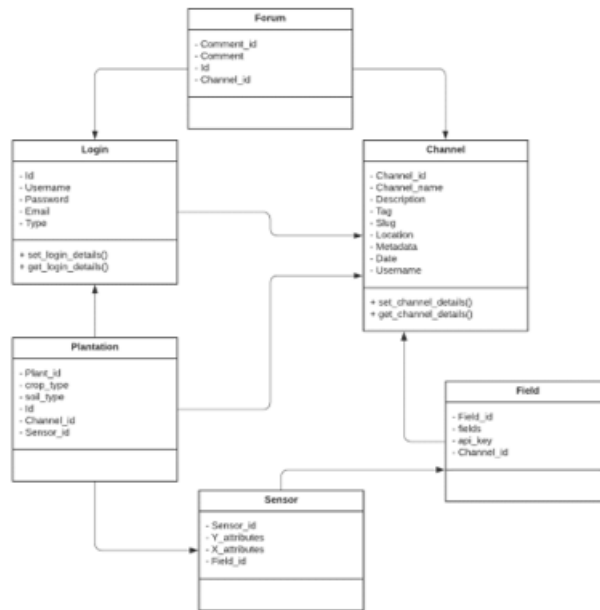 Forum
- Comment_id
- Comment
- Id
- Channel_id
Login
- Id
- Username
- Password
- Email
- Type
+ set_login_details()
+ get_login_details()
Channel
- Channel_id
- Channel_name
- Description
- Tag
- Slug
- Location
- Metadata
- Date
- Username
+ set_channel_details()
+ get_channel_details()
Plantation
- Plant_id
- crop_type
- soil_type
- Id
- Channel_id
- Sensor_id
Field
- Field_id
- fields
- api_key
- Channel_id
Sensor
- Sensor_id
- Y_attributes
- X_attributes
- Field_id